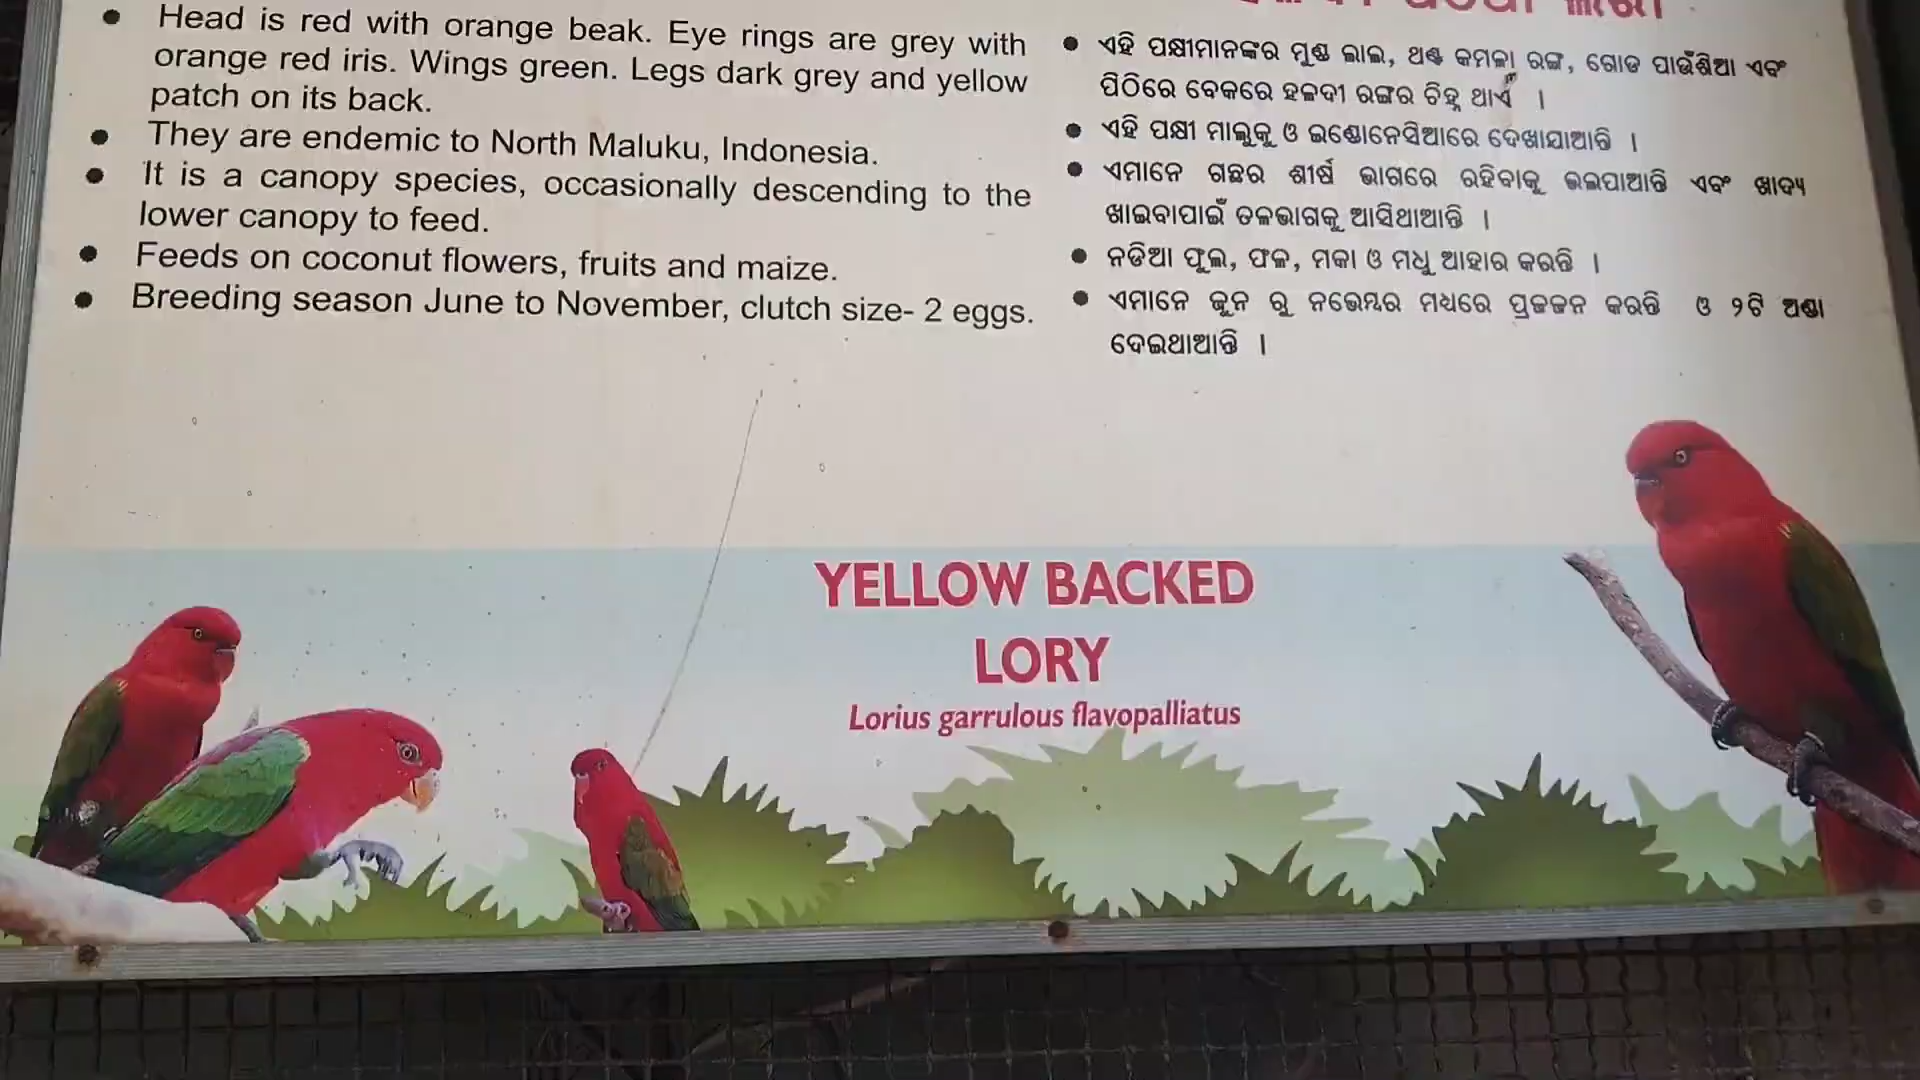 Head is red with orange beak. Eye rings are grey with
orange red iris. Wings green. Legs dark grey and yellow
patch on its back.
They are endemic to North Maluku, Indonesia.
It is a canopy species, occasionally descending to the
lower canopy to feed.
Feeds on coconut flowers, fruits and maize.
Breeding season June to November, clutch size- 2 eggs.
ଏହି ପକ୍ଷୀମାନଙ୍କର ମୁଣ୍ଡ ଲାଲ, ଥଣ୍ଟ କମଳା ରଙ୍ଗ, ଗୋଡ ପାଉଁଶିଆ ଏବଂ
ପିଠିରେ ବେକରେ ହଳଦୀ ରଙ୍ଗର ଚିହ୍ନ ଥାଏ ।
ଏହି ପକ୍ଷୀ ମାଲୁକୁ ଓ ଇଣ୍ଡୋନେସିଆରେ ଦେଖାଯାଆନ୍ତି ।
ଏମାନେ ଗଛର ଶୀର୍ଷ ଭାଗରେ ରହିବାକୁ ଭଲପାଆନ୍ତି ଏବଂ ଖାଦ୍ୟ
ଖାଇବାପାଇଁ ତଳଭାଗକୁ ଆସିଥାଆନ୍ତି ।
ନଡିଆ ଫୁଲ, ଫଳ, ମକା ଓ ମଧୁ ଆହାର କରନ୍ତି ।
ଏମାନେ ଜୁନ ରୁ ନଭେମ୍ବର ମଧରେ ପ୍ରଜଜନ କରନ୍ତି ଓ ୨ଟି ଅଣ୍ଡା
ଦେଇଥାଆନ୍ତି ।
YELLOW BACKED
LORY
Lorius garrulous flavopalliatus